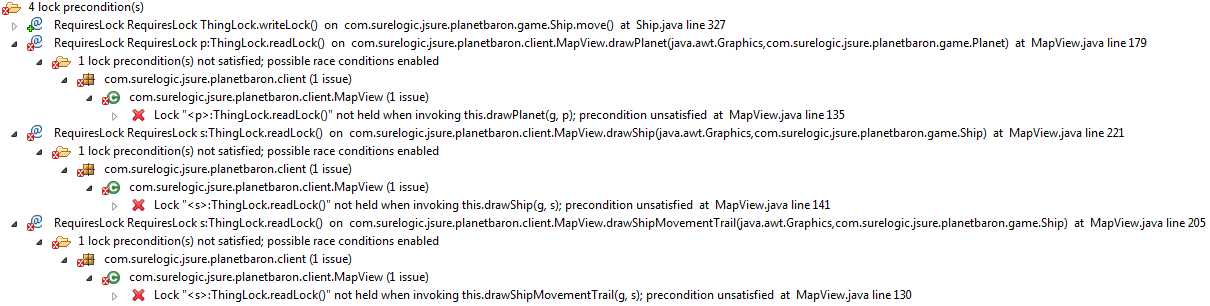 4 lock precondition(s)
@ RequiresLock RequiresLock ThingLock.writeLock() on com.surelogic.jsure.planetbaron.game.Ship.move() at Ship.java line 327
@ RequiresLock RequiresLock p:ThingLock.readLock() on com.surelogic.jsure.planetbaron.client.MapView.drawPlanet(java.awt.Graphics,com.surelogic.jsure.planetbaron.game.Planet) at MapView.java line 179
1 lock precondition(s) not satisfied; possible race conditions enabled
com.surelogic.jsure.planetbaron.client (1 issue)
C com.surelogic.jsure.planetbaron.client.MapView (1 issue)
Lock "<p>:ThingLock.readLock()" not held when invoking this.drawPlanet(g, p); precondition unsatisfied at MapView.java line 135
@ RequiresLock RequiresLock s:ThingLock.readLock() on com.surelogic.jsure.planetbaron.client.MapView.drawShip(java.awt.Graphics,com.surelogic.jsure.planetbaron.game.Ship) at MapView.java line 221
1 lock precondition(s) not satisfied; possible race conditions enabled
com.surelogic.jsure.planetbaron.client (1 issue)
C com.surelogic.jsure.planetbaron.client.MapView (1 issue)
Lock "<s>:ThingLock.readLock()" not held when invoking this.drawShip(g, s); precondition unsatisfied at MapView.java line 141
@ RequiresLock RequiresLock s:ThingLock.readLock() on com.surelogic.jsure.planetbaron.client.MapView.drawShipMovementTrail(java.awt.Graphics,com.surelogic.jsure.planetbaron.game.Ship) at MapView.java line 205
1 lock precondition(s) not satisfied; possible race conditions enabled
com.surelogic.jsure.planetbaron.client (1 issue)
C com.surelogic.jsure.planetbaron.client.MapView (1 issue)
Lock "<s>:ThingLock.readLock()" not held when invoking this.drawShipMovementTrail(g, s); precondition unsatisfied at MapView.java line 130